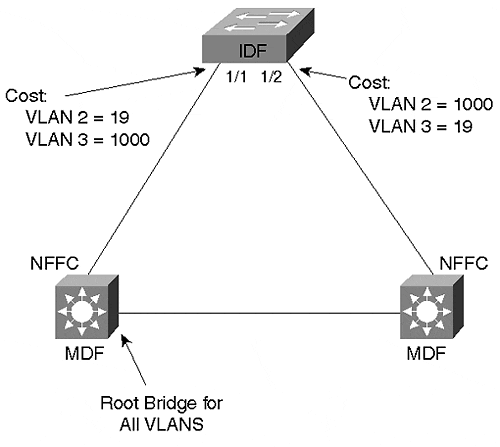 IDF
1/1 1/2
Cost:
VLAN 2 = 19
VLAN 3 = 1000
Cost:
VLAN 2 = 1000
VLAN 3 = 19
NFFC
NFFC
MDF
MDF
Root Bridge for
All VLANS